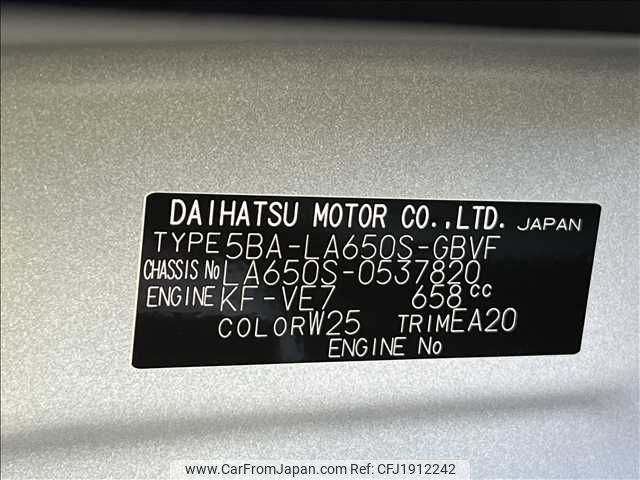 DAIHATSU MOTOR CO.,LTD. JAPAN
TYPE 5BA-LA650S-GBVF
CHASSIS No LA650S-0537820
ENGINE KF-VE7 658cc
COLOR W25 TRIM EA20
ENGINE No
www.CarFromJapan.com Ref No. CFJ1912242